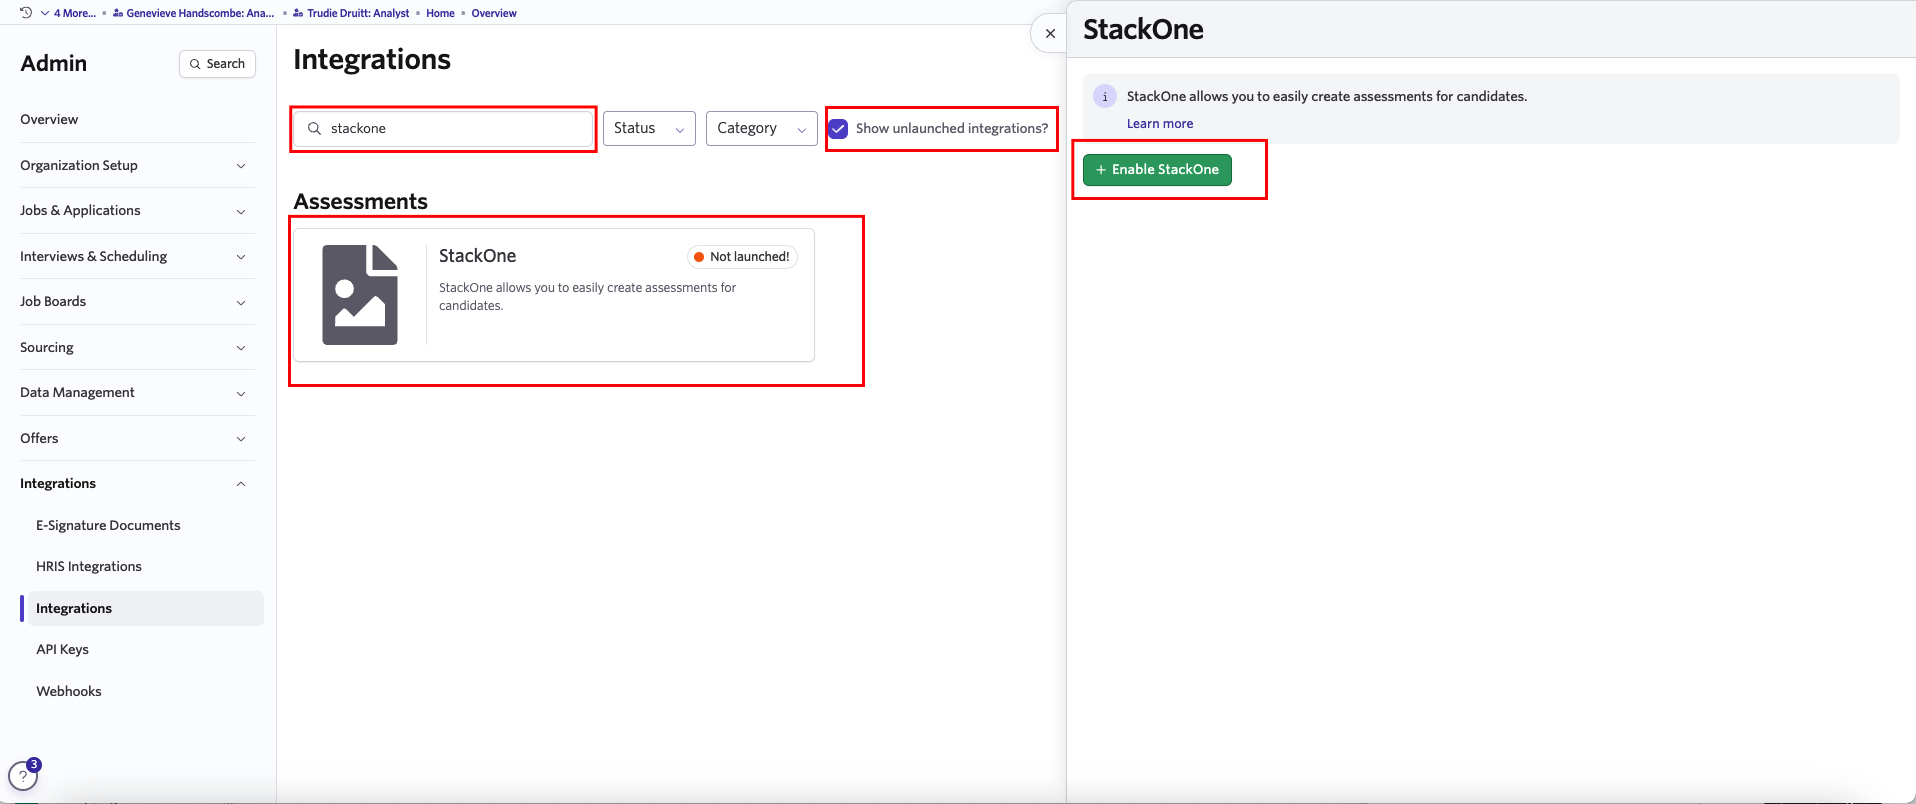 4 More... • Genevieve Handscombe: Ana... • Trudie Druitt: Analyst • Home • Overview
Admin
Search
Overview
Organization Setup
Jobs & Applications
Interviews & Scheduling
Job Boards
Sourcing
Data Management
Offers
Integrations
E-Signature Documents
HRIS Integrations
Integrations
API Keys
Webhooks
?
3
Integrations
stackone
Status
Category
Show unlaunched integrations?
Assessments
StackOne
Not launched!
StackOne allows you to easily create assessments for
candidates.
StackOne
i
StackOne allows you to easily create assessments for candidates.
Learn more
+ Enable StackOne